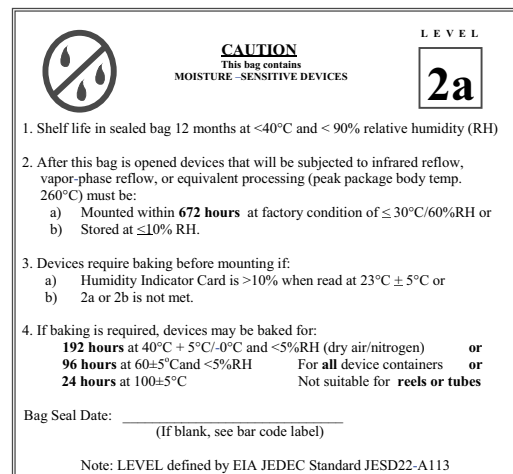 LEVEL
CAUTION
This bag contains
MOISTURE –SENSITIVE DEVICES
2a
1. Shelf life in sealed bag 12 months at <40°C and < 90% relative humidity (RH)
2. After this bag is opened devices that will be subjected to infrared reflow,
vapor-phase reflow, or equivalent processing (peak package body temp.
260°C) must be:
a) Mounted within 672 hours at factory condition of ≤ 30°C/60%RH or
b) Stored at ≤10% RH.
3. Devices require baking before mounting if:
a) Humidity Indicator Card is >10% when read at 23°C ± 5°C or
b) 2a or 2b is not met.
4. If baking is required, devices may be baked for:
192 hours at 40°C + 5°C/-0°C and <5%RH (dry air/nitrogen) or
96 hours at 60±5°Cand <5%RH For all device containers or
24 hours at 100±5°C Not suitable for reels or tubes
Bag Seal Date: ______________________________
(If blank, see bar code label)
Note: LEVEL defined by EIA JEDEC Standard JESD22-A113